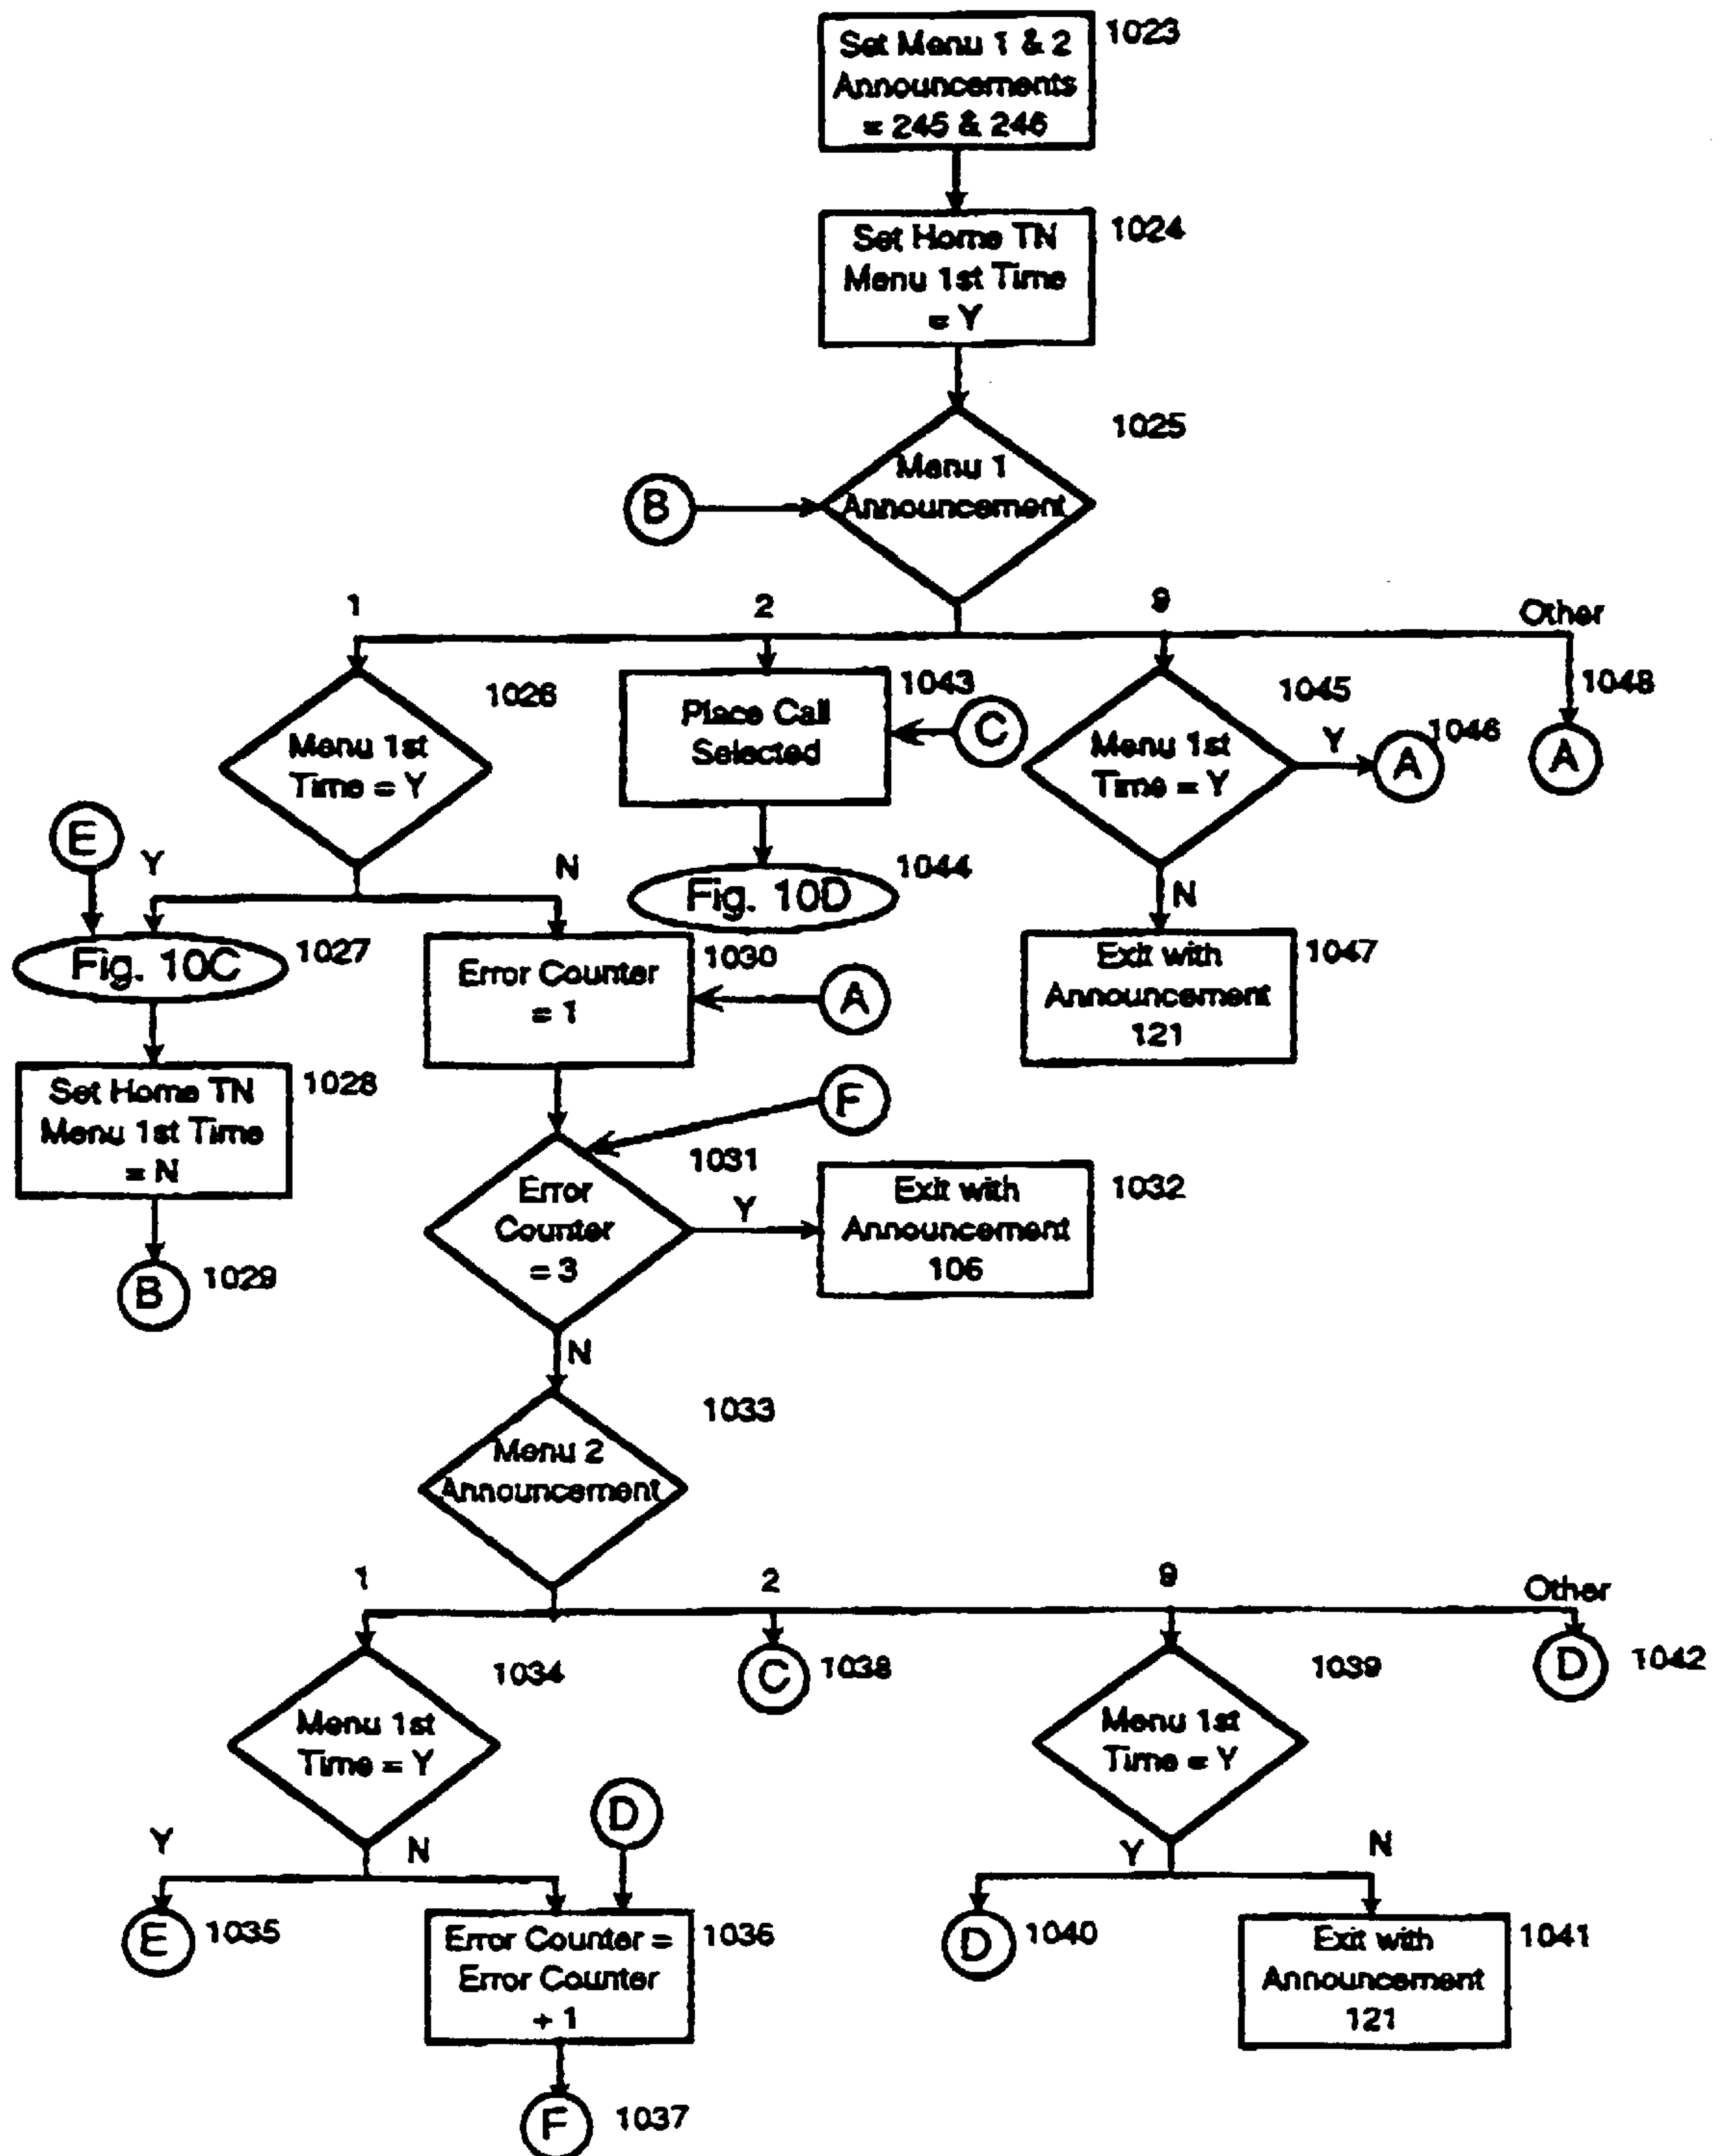 Set Menu 1 & 2
Announcements
= 245 & 246
1023
Set Home TN
Menu 1st Time
= Y
1024
1025
Menu 1
Announcement
B
1
2
9
Other
1026
Menu 1st
Time = Y
1043
Place Call
Selected
C
1045
Menu 1st
Time = Y
Y
1046
A
1048
A
E
Y
N
1044
Fig. 10D
N
Fig. 10C
1027
1030
Error Counter
= 1
A
Exit with
Announcement
121
1047
Set Home TN
Menu 1st Time
= N
1028
F
1031
Error
Counter
= 3
Y
Exit with
Announcement
106
1032
B
1029
N
1033
Menu 2
Announcement
1
2
9
Other
1034
Menu 1st
Time = Y
C
1038
1039
Menu 1st
Time = Y
D
1042
D
Y
N
Y
N
E
1035
Error Counter =
Error Counter
+ 1
1036
D
1040
Exit with
Announcement
121
1041
F
1037